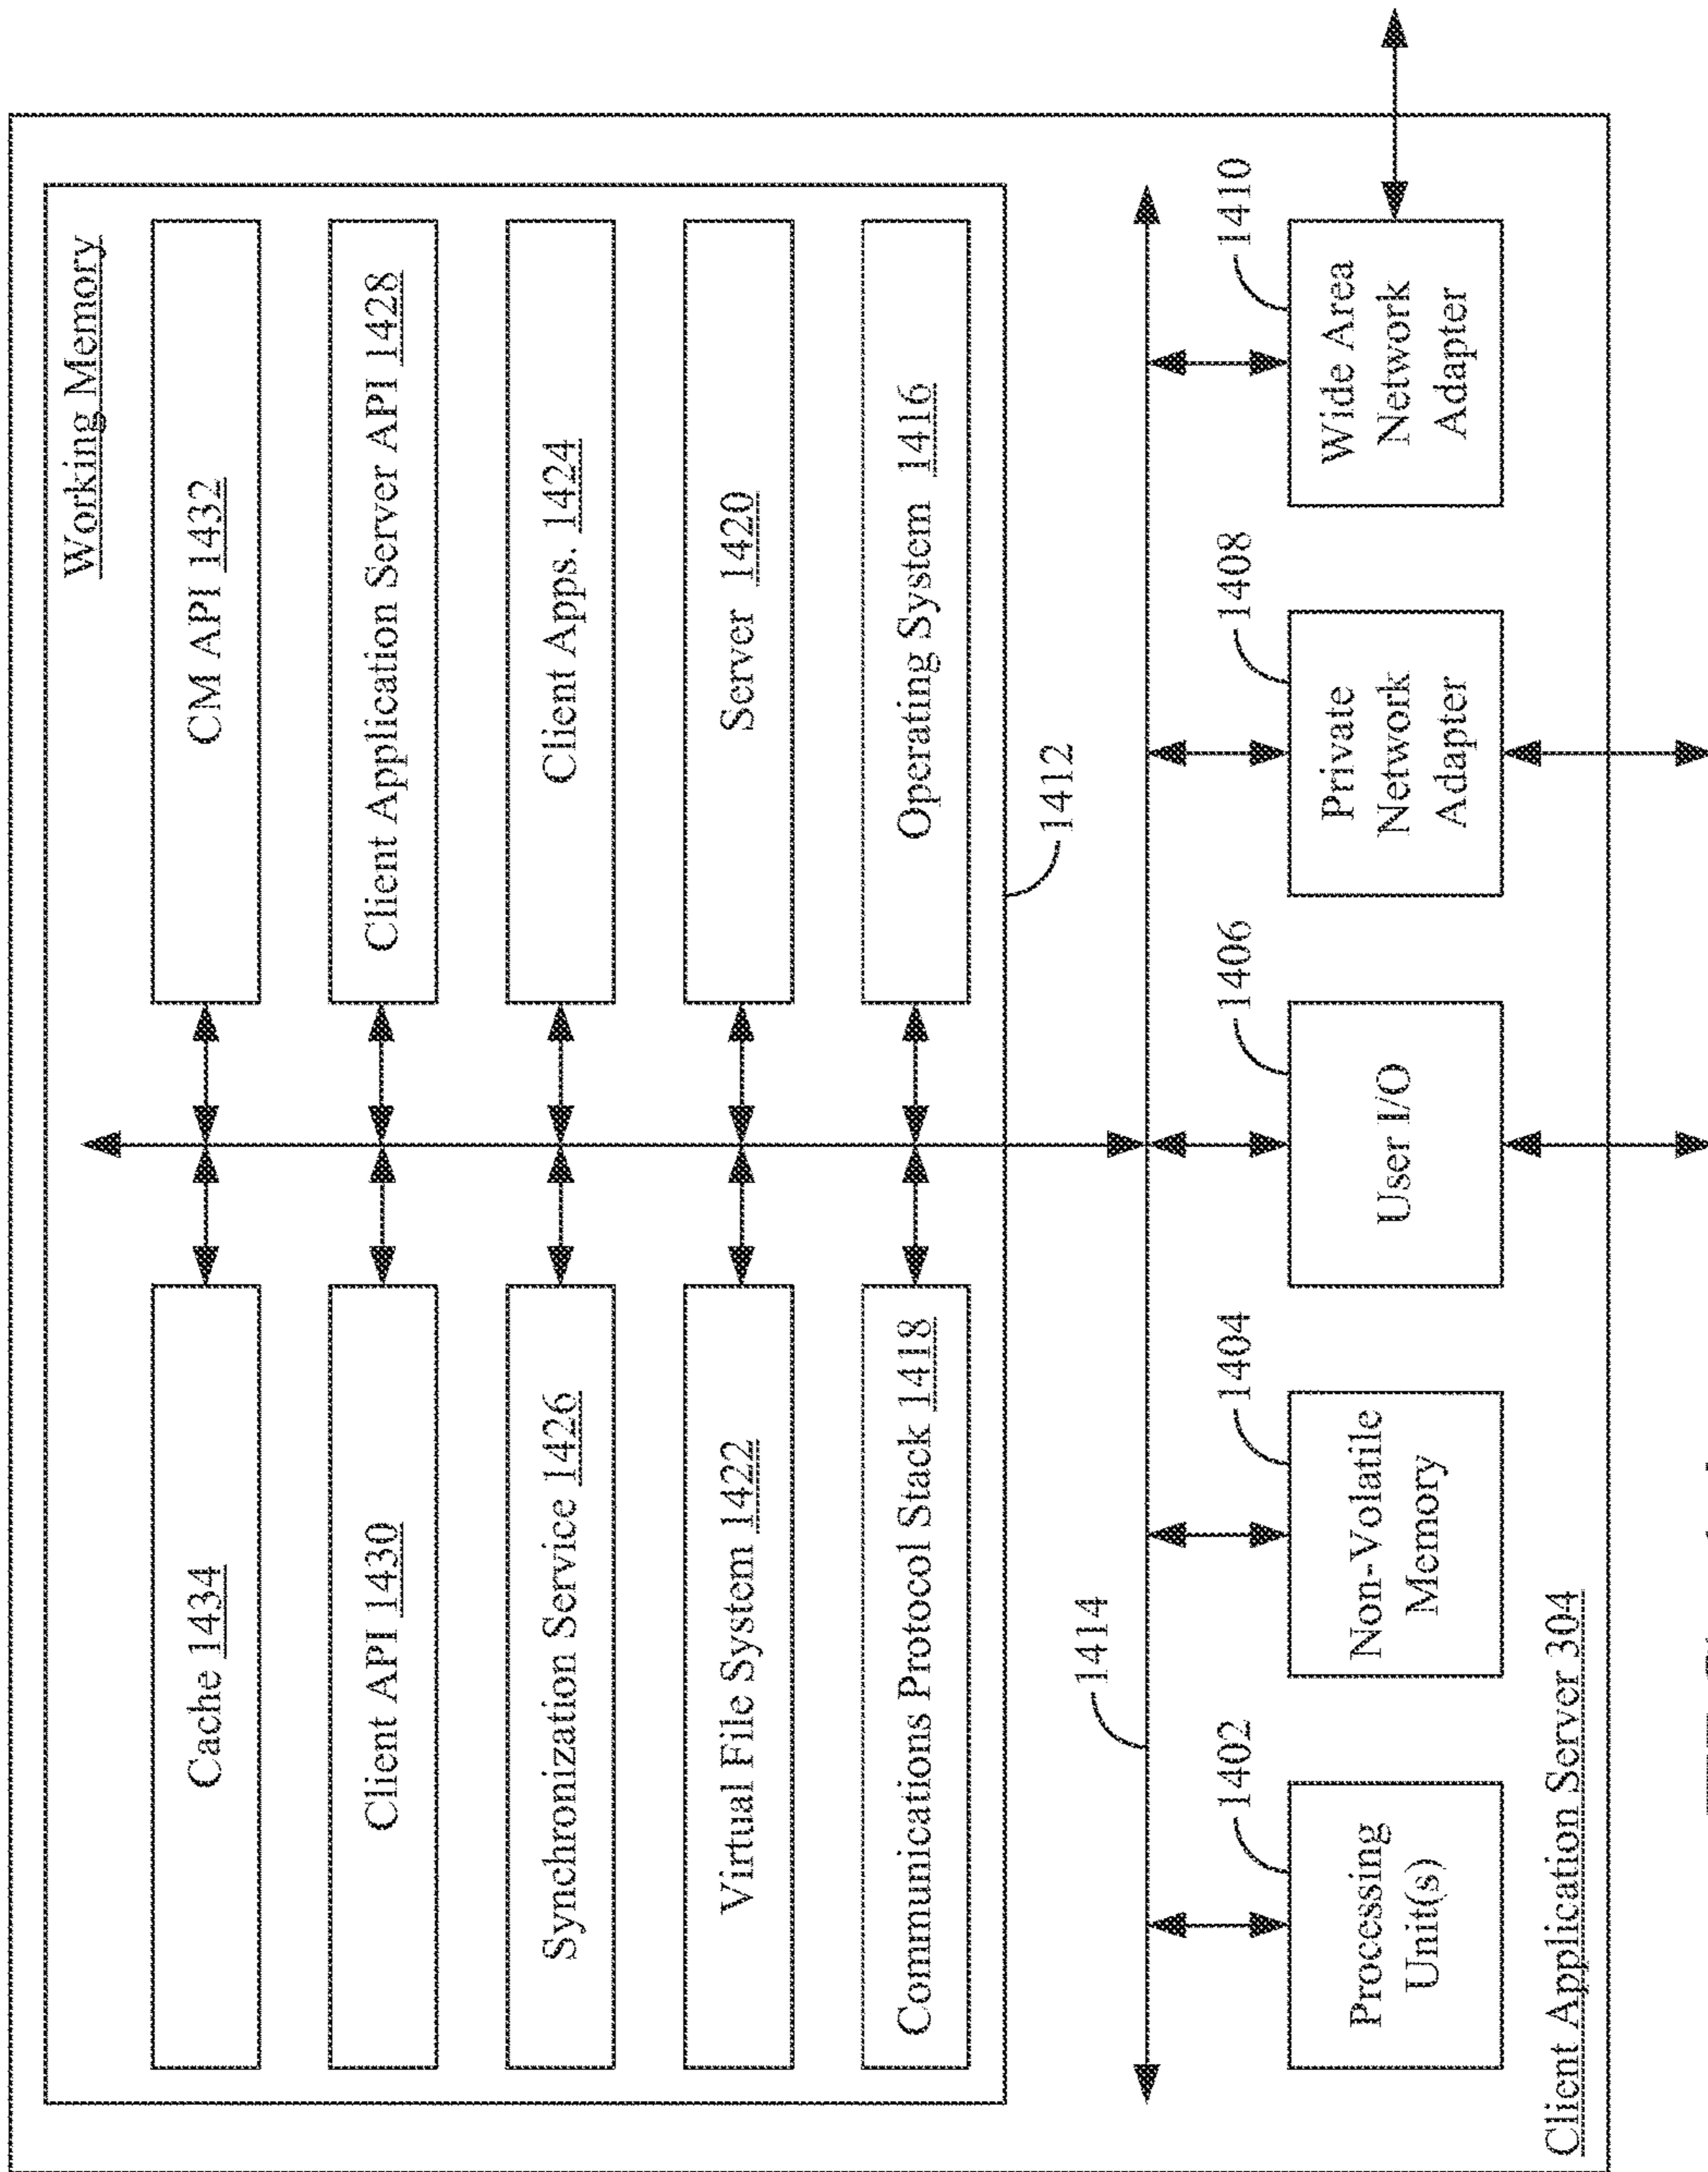 Working Memory
Cache 1434
CM API 1432
Client API 1430
Client Application Server API 1428
Synchronization Service 1426
Client Apps. 1424
Virtual File System 1422
Server 1420
Communications Protocol Stack 1418
Operating System 1416
1412
1414
1402
1404
1406
1408
1410
Processing
Unit(s)
Non-Volatile
Memory
User I/O
Private
Network
Adapter
Wide Area
Network
Adapter
Client Application Server 304